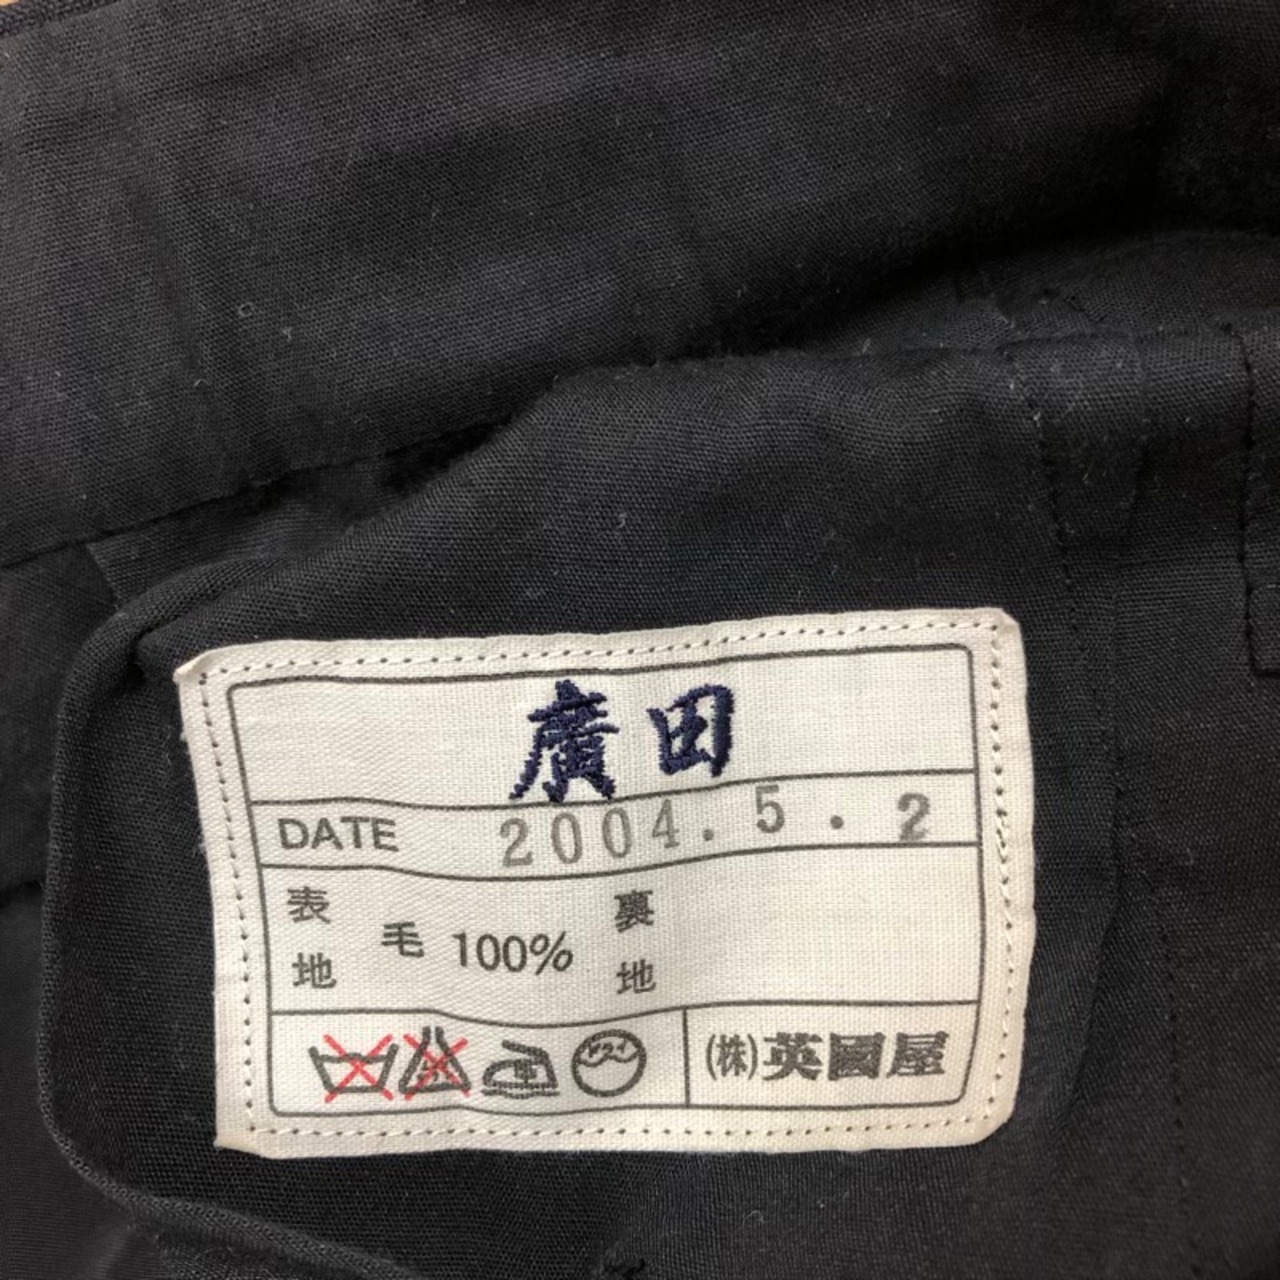 廣田
DATE 2004.5.2
表地 毛 100% 裏地
ドライ (株)英國屋